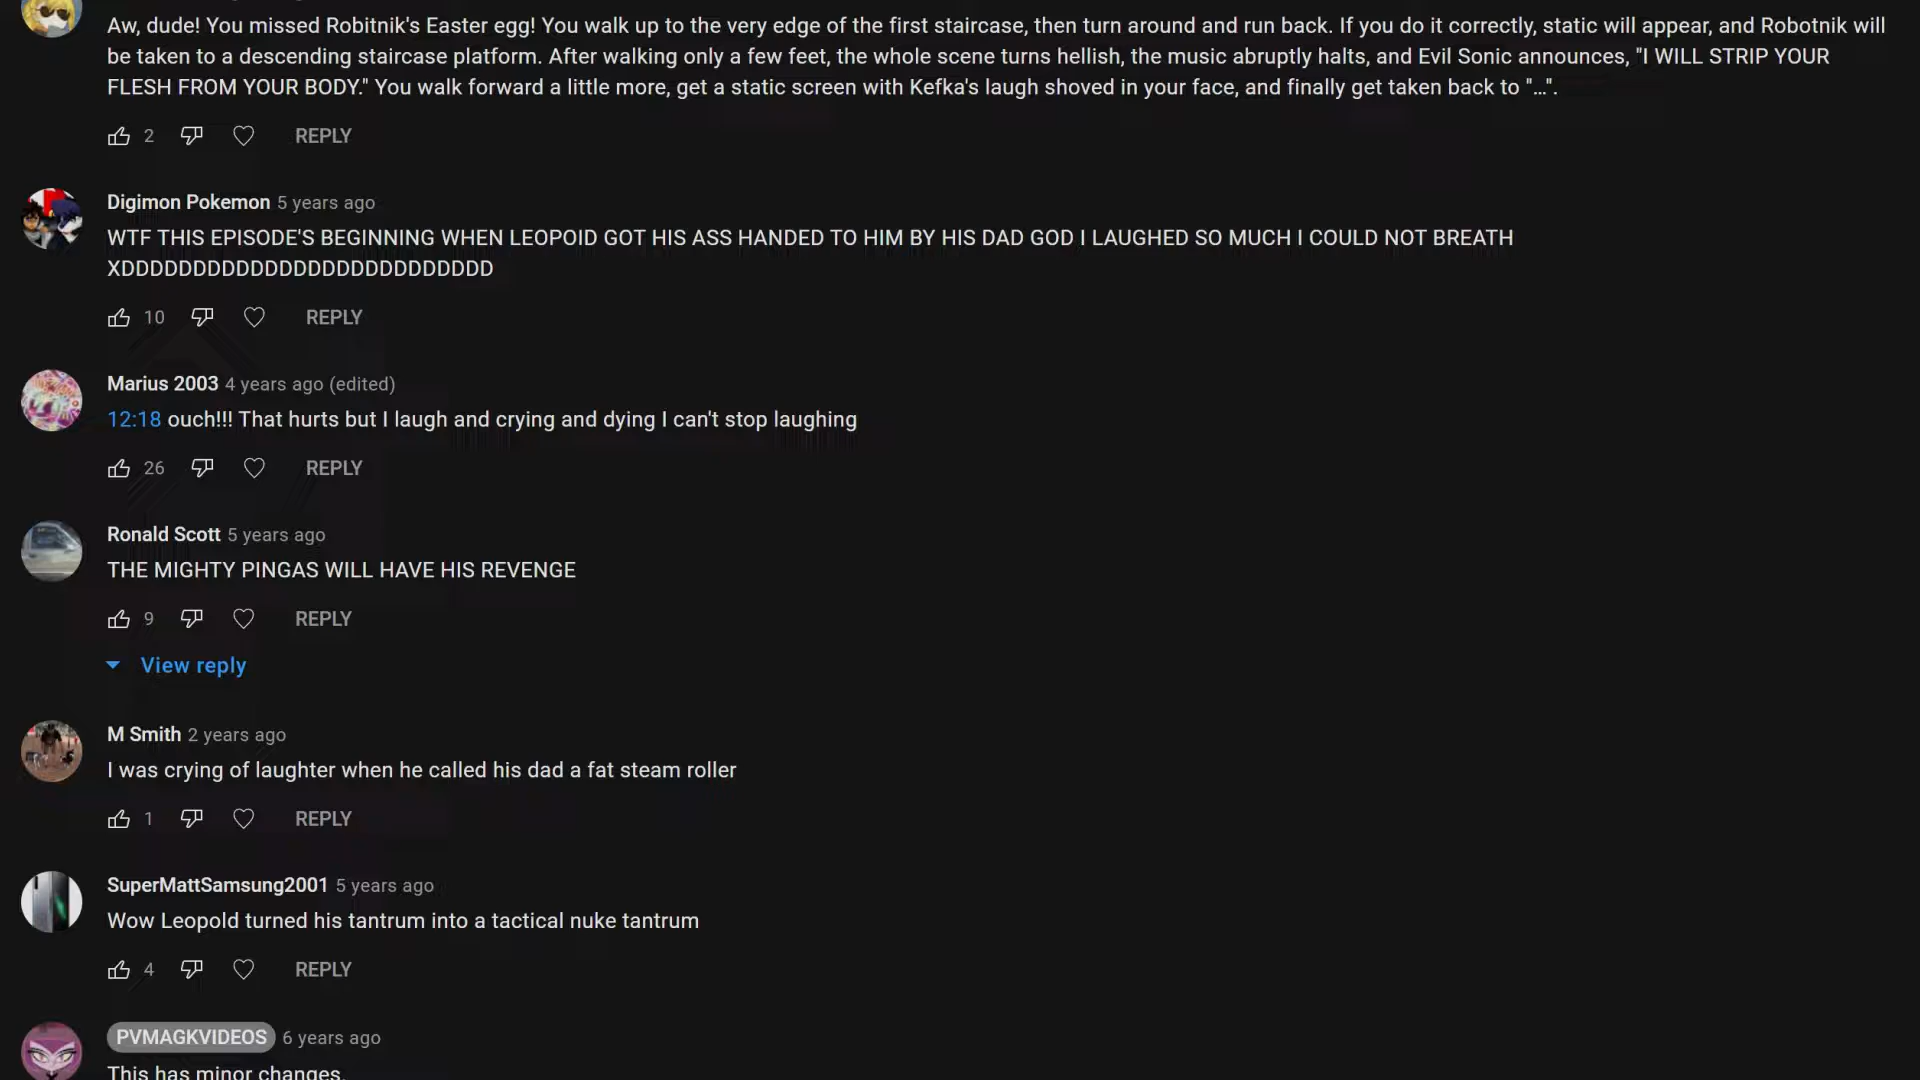 Aw, dude! You missed Robitnik's Easter egg! You walk up to the very edge of the first staircase, then turn around and run back. If you do it correctly, static will appear, and Robotnik will
be taken to a descending staircase platform. After walking only a few feet, the whole scene turns hellish, the music abruptly halts, and Evil Sonic announces, "I WILL STRIP YOUR
FLESH FROM YOUR BODY." You walk forward a little more, get a static screen with Kefka's laugh shoved in your face, and finally get taken back to "...".
2 REPLY
Digimon Pokemon 5 years ago
WTF THIS EPISODE'S BEGINNING WHEN LEOPOID GOT HIS ASS HANDED TO HIM BY HIS DAD GOD I LAUGHED SO MUCH I COULD NOT BREATH
XDDDDDDDDDDDDDDDDDDDDDDDDDD
10 REPLY
Marius 2003 4 years ago (edited)
12:18 ouch!!! That hurts but I laugh and crying and dying I can't stop laughing
26 REPLY
Ronald Scott 5 years ago
THE MIGHTY PINGAS WILL HAVE HIS REVENGE
9 REPLY
View reply
M Smith 2 years ago
I was crying of laughter when he called his dad a fat steam roller
1 REPLY
SuperMattSamsung2001 5 years ago
Wow Leopold turned his tantrum into a tactical nuke tantrum
4 REPLY
PVMAGKVIDEOS 6 years ago
This has minor changes.